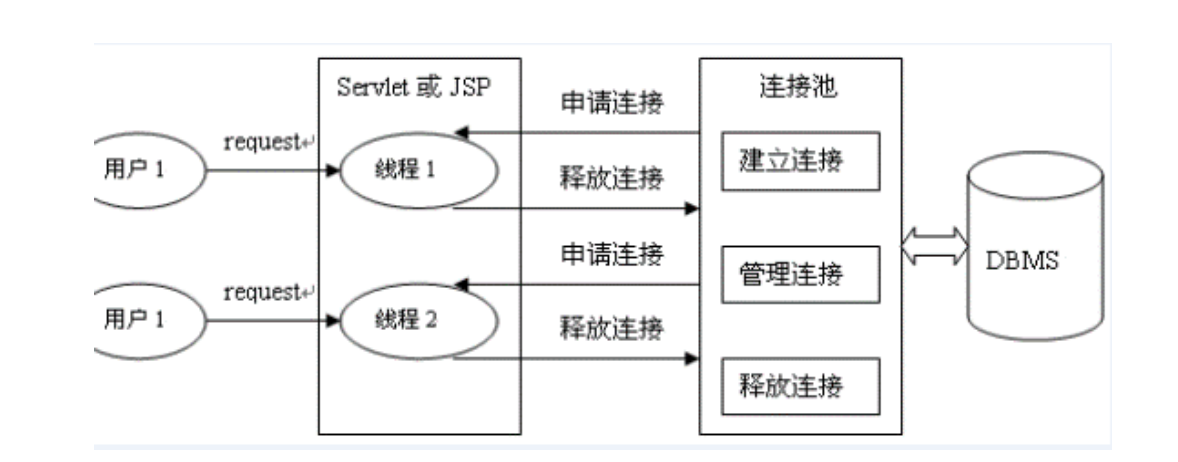 Servlet 或 JSP
连接池
申请连接
request↵
用户 1
线程 1
建立连接
释放连接
申请连接
DBMS
管理连接
request↵
用户 1
线程 2
释放连接
释放连接